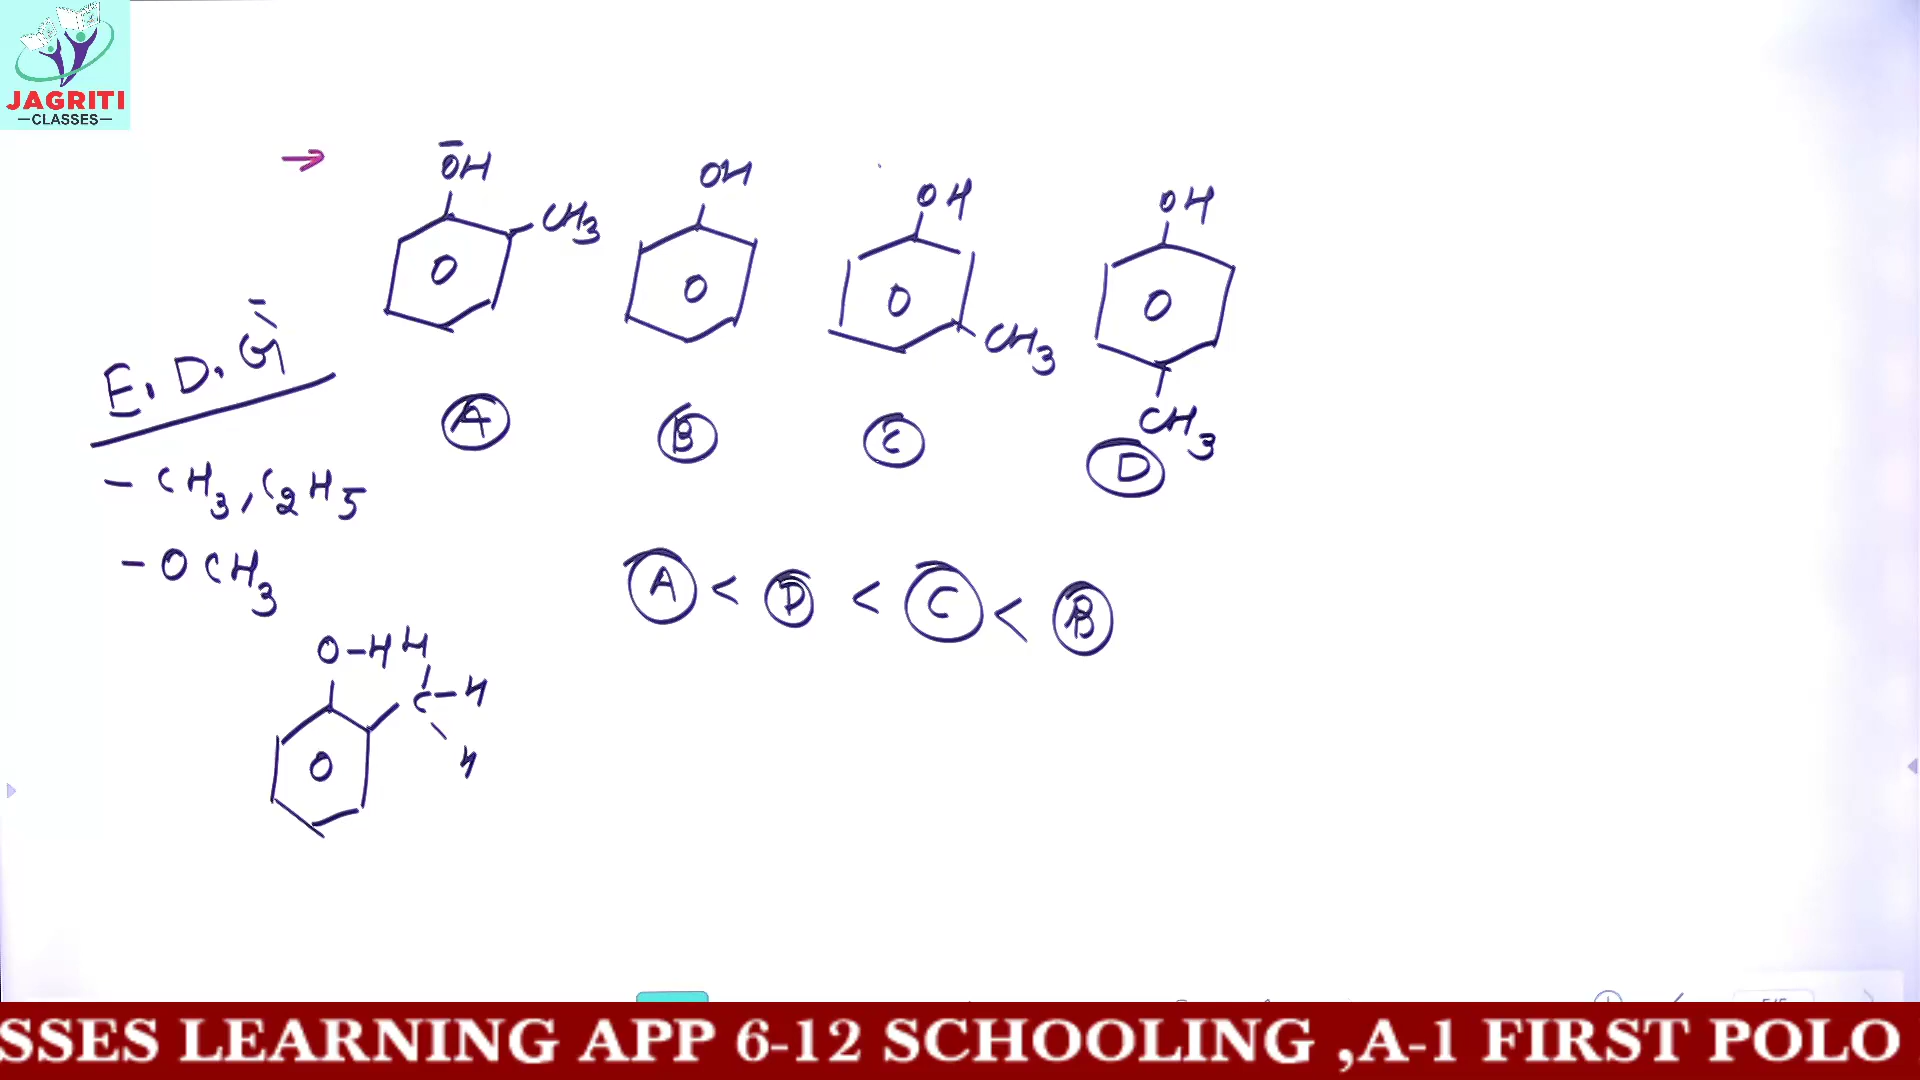 JAGRITI
—CLASSES—
→
OH
CH3
OH
OH
CH3
OH
CH3
A
B
C
D
E.D.G
- CH3, C2H5
- OCH3
A < D < C < B
O-H
H
C-H
H
SSES LEARNING APP 6-12 SCHOOLING ,A-1 FIRST POLO